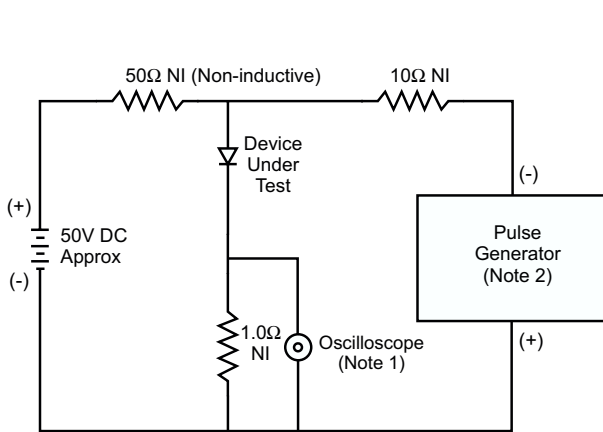 50Ω NI (Non-inductive)
10Ω NI
Device
Under
Test
(-)
(+)
50V DC
Approx
(-)
Pulse
Generator
(Note 2)
1.0Ω
NI
Oscilloscope
(Note 1)
(+)